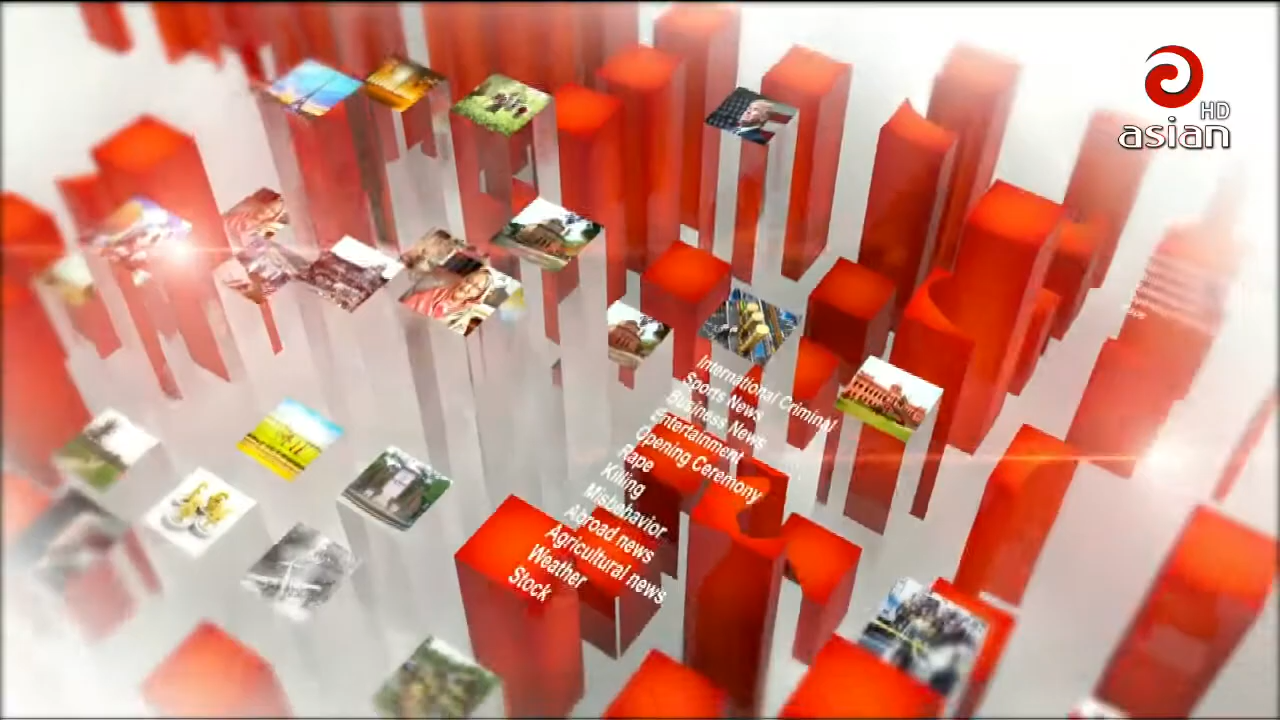 HD
asian
International Criminal
Sports News
Business News
Entertainment
Opening Ceremony
Rape
Killing
Misbehavior
Abroad news
Agricultural news
Weather
Stock